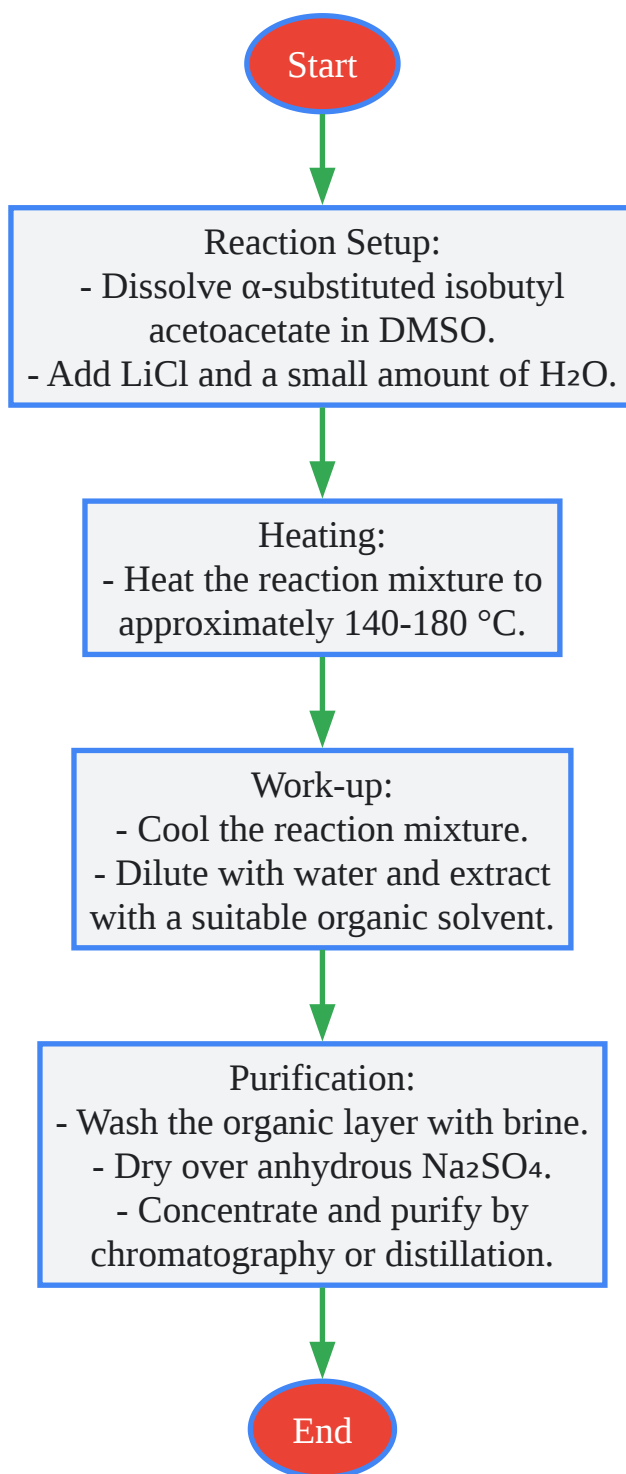 Start
Reaction Setup:
- Dissolve α-substituted isobutyl
acetoacetate in DMSO.
- Add LiCl and a small amount of H₂O.
Heating:
- Heat the reaction mixture to
approximately 140-180 °C.
Work-up:
- Cool the reaction mixture.
- Dilute with water and extract
with a suitable organic solvent.
Purification:
- Wash the organic layer with brine.
- Dry over anhydrous Na₂SO₄.
- Concentrate and purify by
chromatography or distillation.
End